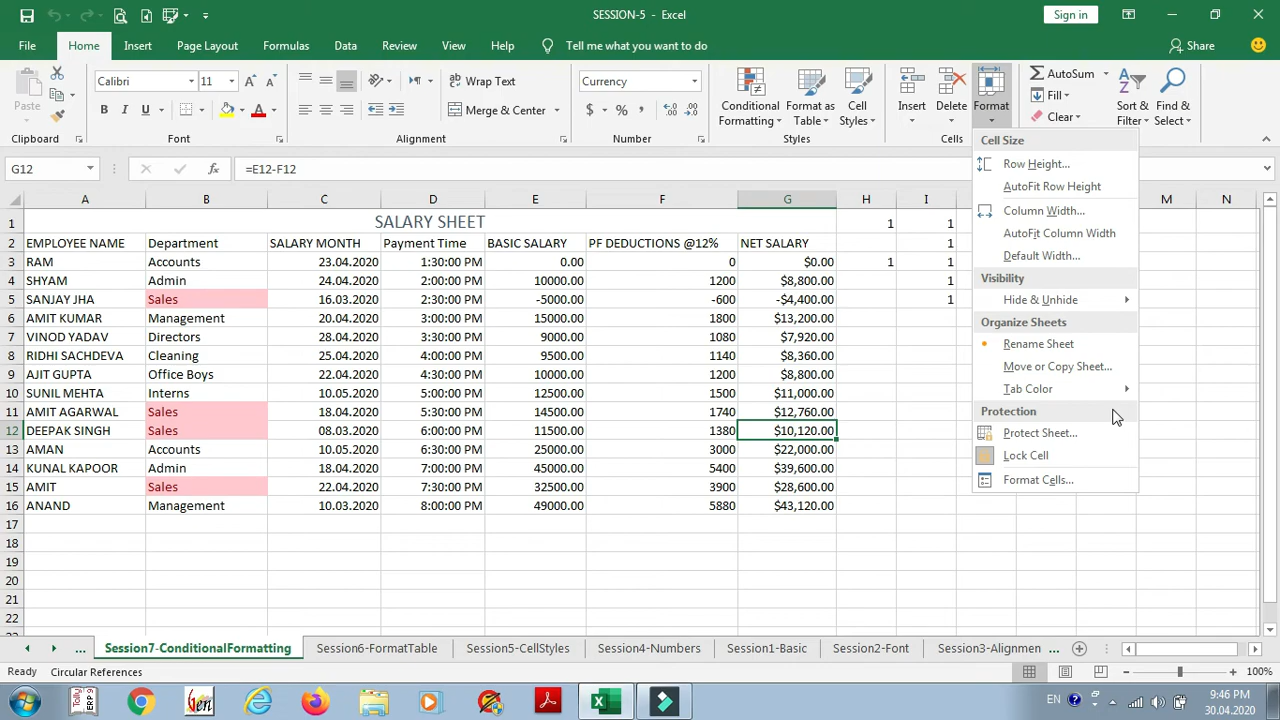 SESSION-5 - Excel
Sign in
File Home Insert Page Layout Formulas Data Review View Help Tell me what you want to do Share
Paste Calibri 11 Wrap Text Currency Conditional Formatting Format as Table Cell Styles Insert Delete Format AutoSum Sort & Filter Find & Select
B I U Merge & Center $ % Fill
Clear
Clipboard Font Alignment Number Styles Cells
G12 fx =E12-F12
A B C D E F G H I M N
1 SALARY SHEET 1 1
2 EMPLOYEE NAME Department SALARY MONTH Payment Time BASIC SALARY PF DEDUCTIONS @12% NET SALARY 1
3 RAM Accounts 23.04.2020 1:30:00 PM 0.00 0 $0.00 1 1
4 SHYAM Admin 24.04.2020 2:00:00 PM 10000.00 1200 $8,800.00 1
5 SANJAY JHA Sales 16.03.2020 2:30:00 PM -5000.00 -600 -$4,400.00 1
6 AMIT KUMAR Management 20.04.2020 3:00:00 PM 15000.00 1800 $13,200.00
7 VINOD YADAV Directors 28.04.2020 3:30:00 PM 9000.00 1080 $7,920.00
8 RIDHI SACHDEVA Cleaning 25.04.2020 4:00:00 PM 9500.00 1140 $8,360.00
9 AJIT GUPTA Office Boys 22.04.2020 4:30:00 PM 10000.00 1200 $8,800.00
10 SUNIL MEHTA Interns 10.05.2020 5:00:00 PM 12500.00 1500 $11,000.00
11 AMIT AGARWAL Sales 18.04.2020 5:30:00 PM 14500.00 1740 $12,760.00
12 DEEPAK SINGH Sales 08.03.2020 6:00:00 PM 11500.00 1380 $10,120.00
13 AMAN Accounts 10.05.2020 6:30:00 PM 25000.00 3000 $22,000.00
14 KUNAL KAPOOR Admin 18.04.2020 7:00:00 PM 45000.00 5400 $39,600.00
15 AMIT Sales 22.04.2020 7:30:00 PM 32500.00 3900 $28,600.00
16 ANAND Management 10.03.2020 8:00:00 PM 49000.00 5880 $43,120.00
17
18
19
20
21
22
Cell Size
Row Height...
AutoFit Row Height
Column Width...
AutoFit Column Width
Default Width...
Visibility
Hide & Unhide
Organize Sheets
Rename Sheet
Move or Copy Sheet...
Tab Color
Protection
Protect Sheet...
Lock Cell
Format Cells...
... Session7-ConditionalFormatting Session6-FormatTable Session5-CellStyles Session4-Numbers Session1-Basic Session2-Font Session3-Alignmen ...
Ready Circular References 100%
EN 9:46 PM
30.04.2020